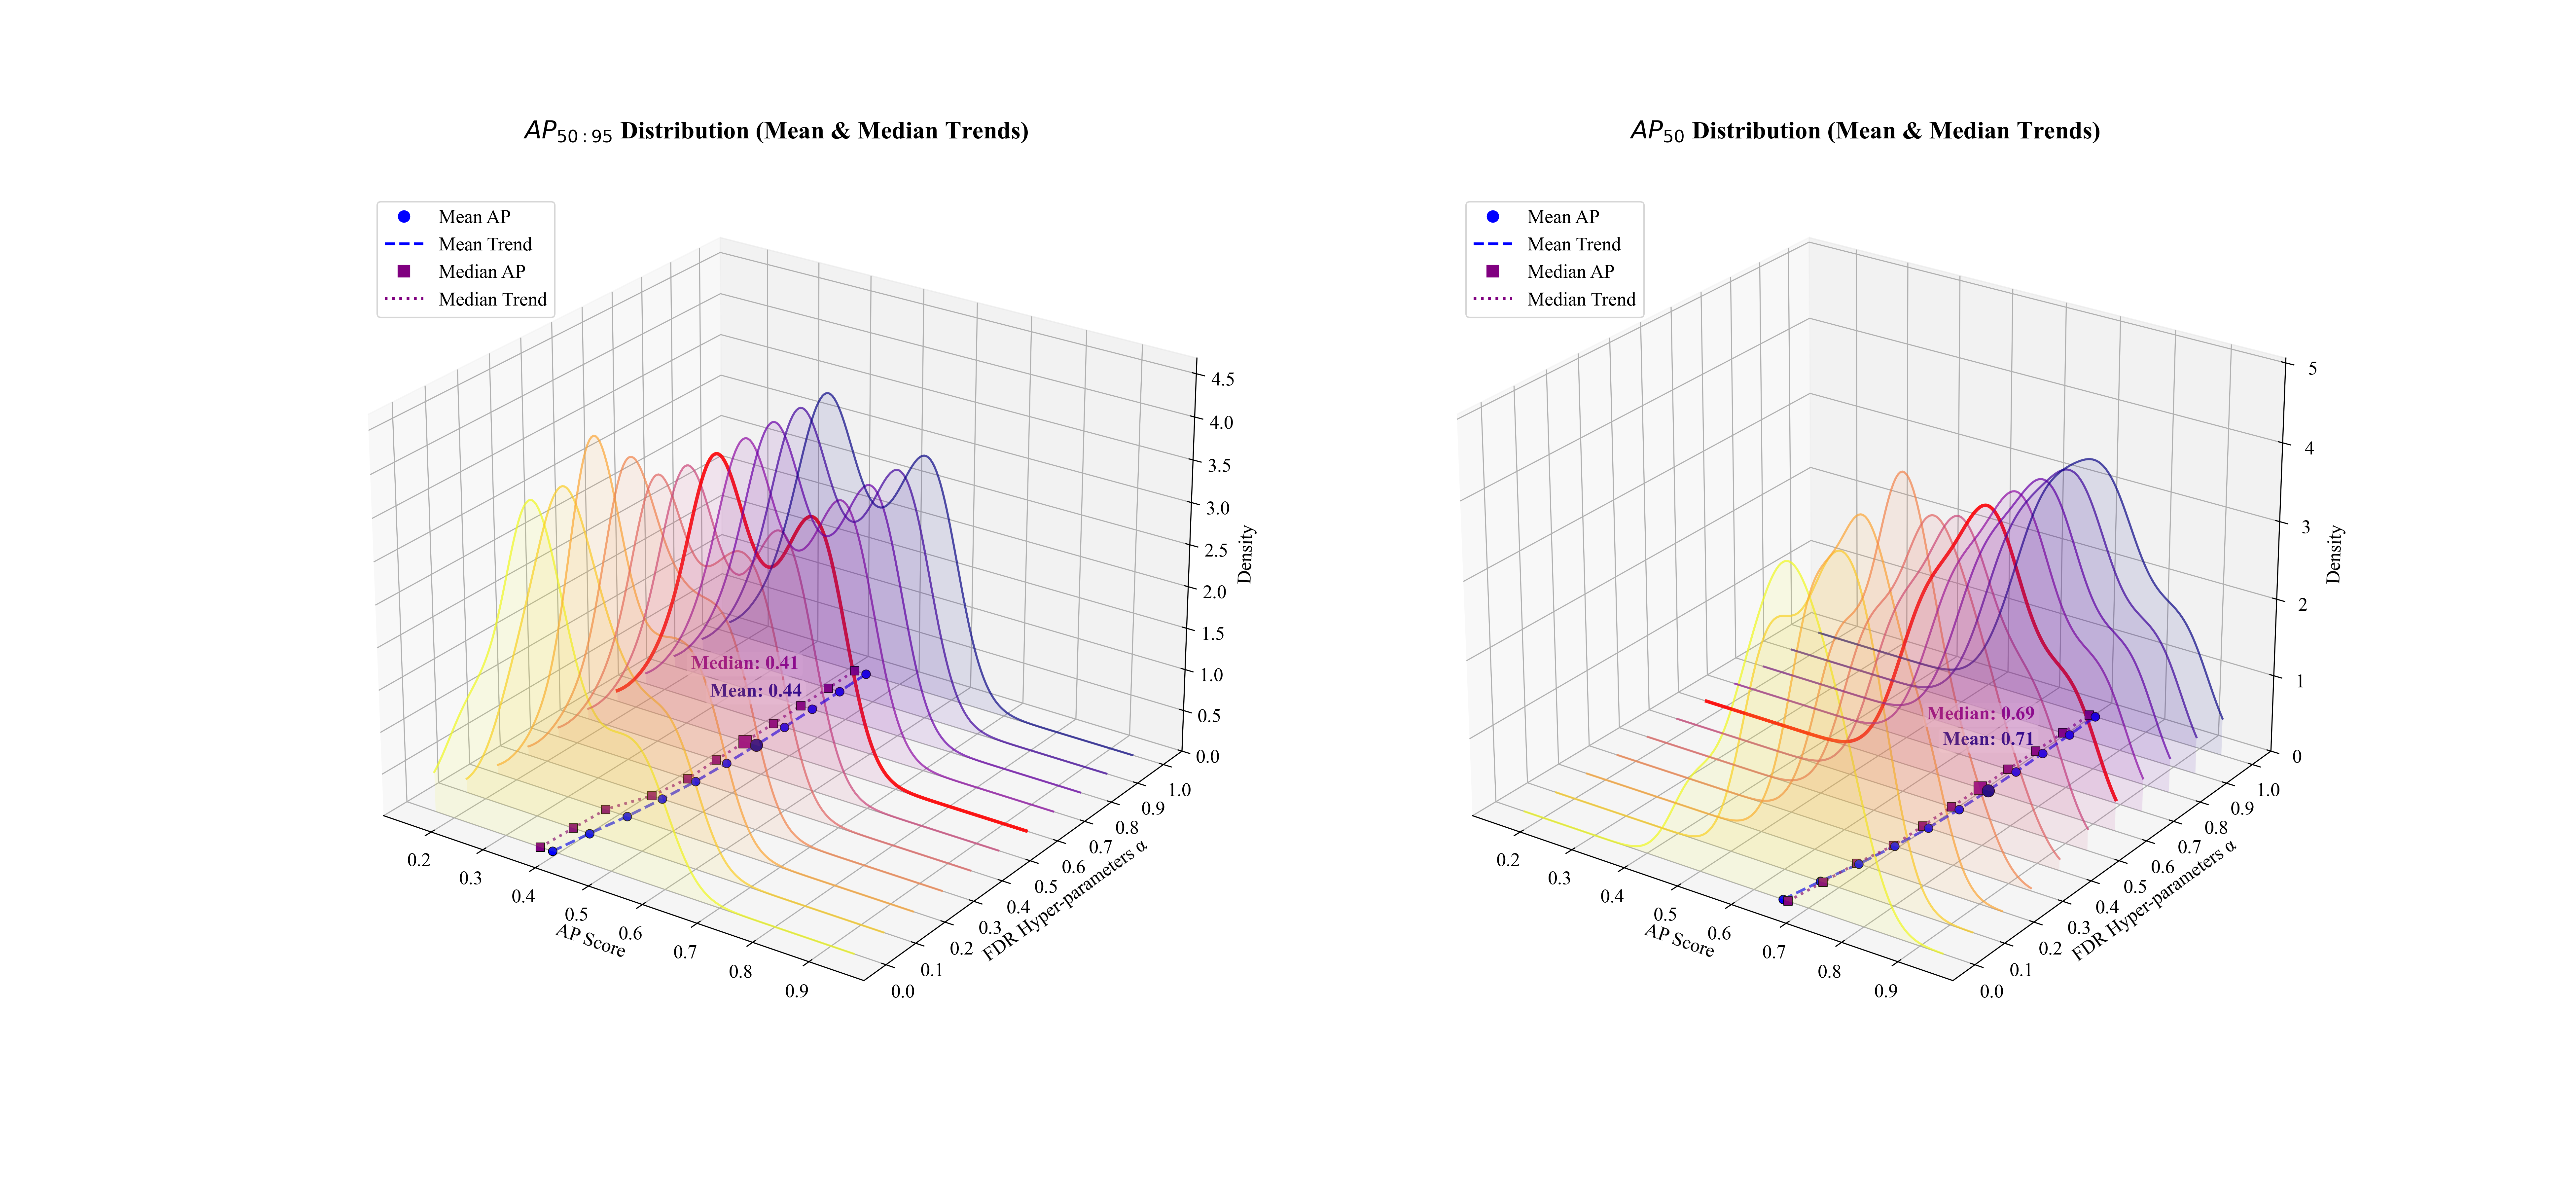 AP50:95 Distribution (Mean & Median Trends)
Mean AP
Mean Trend
Median AP
Median Trend
4.5
4.0
3.5
3.0
2.5
2.0
1.5
1.0
0.5
0.0
Density
Median: 0.41
Mean: 0.44
0.2
0.3
0.4
0.5
0.6
0.7
0.8
0.9
AP Score
0.0
0.1
0.2
0.3
0.4
0.5
0.6
0.7
0.8
0.9
1.0
FDR Hyper-parameters α
AP50 Distribution (Mean & Median Trends)
Mean AP
Mean Trend
Median AP
Median Trend
5
4
3
2
1
0
Density
Median: 0.69
Mean: 0.71
0.2
0.3
0.4
0.5
0.6
0.7
0.8
0.9
AP Score
0.0
0.1
0.2
0.3
0.4
0.5
0.6
0.7
0.8
0.9
1.0
FDR Hyper-parameters α